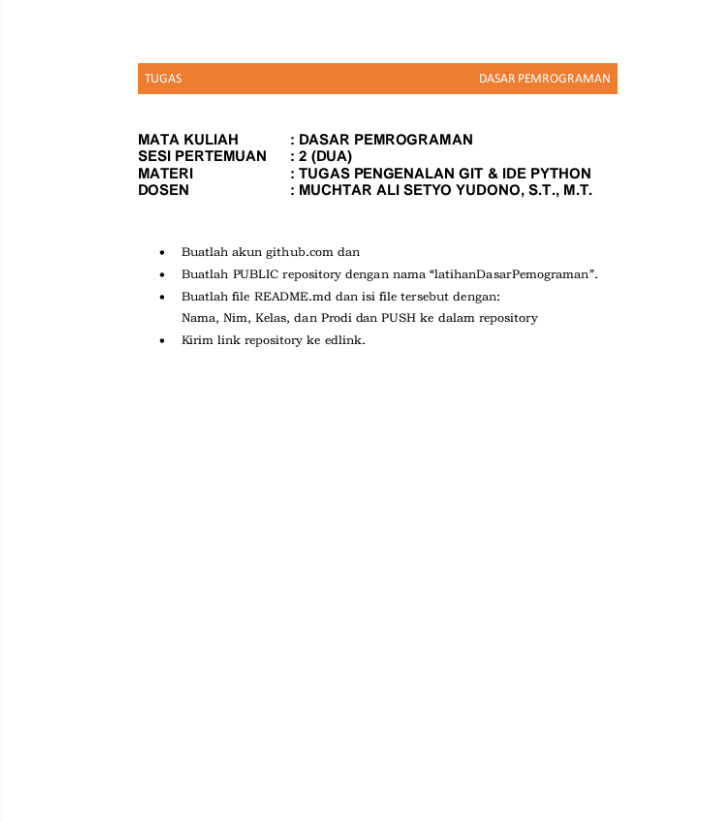 TUGAS DASAR PEMROGRAMAN
MATA KULIAH : DASAR PEMROGRAMAN
SESI PERTEMUAN : 2 (DUA)
MATERI : TUGAS PENGENALAN GIT & IDE PYTHON
DOSEN : MUCHTAR ALI SETYO YUDONO, S.T., M.T.
• Buatlah akun github.com dan
• Buatlah PUBLIC repository dengan nama “latihanDasarPemograman”.
• Buatlah file README.md dan isi file tersebut dengan:
Nama, Nim, Kelas, dan Prodi dan PUSH ke dalam repository
• Kirim link repository ke edlink.